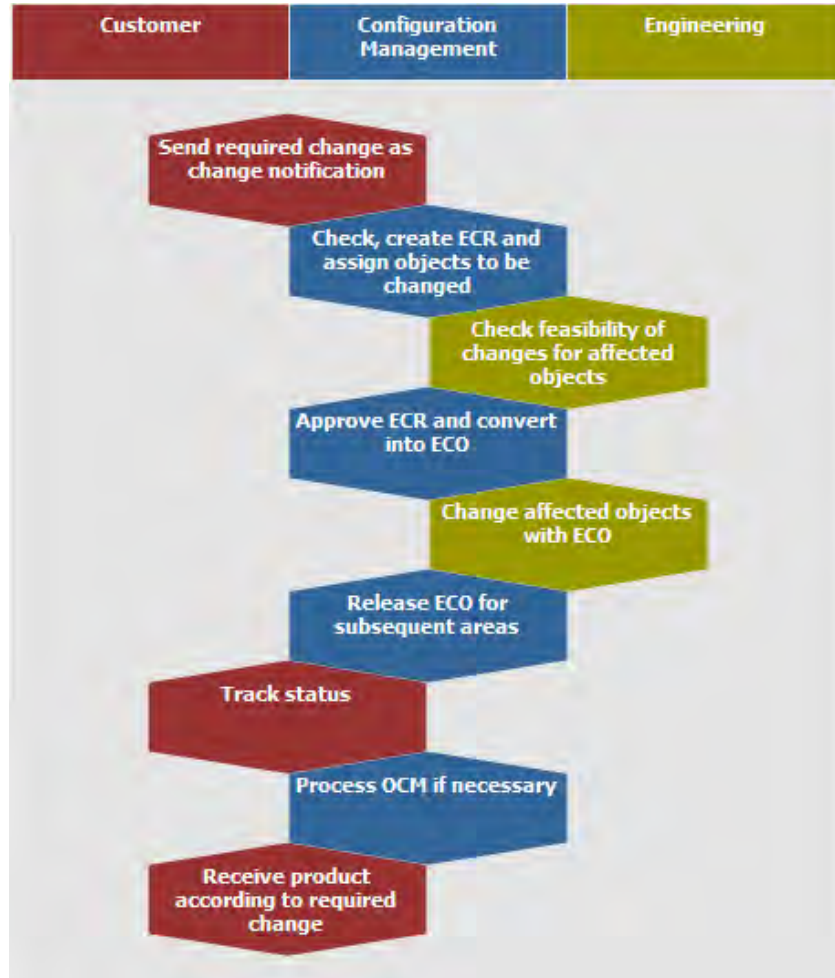 Customer
Configuration
Management
Engineering
Send required change as
change notification
Check, create ECR and
assign objects to be
changed
Check feasibility of
changes for affected
objects
Approve ECR and convert
into ECO
Change affected objects
with ECO
Release ECO for
subsequent areas
Track status
Process OCM if necessary
Receive product
according to required
change